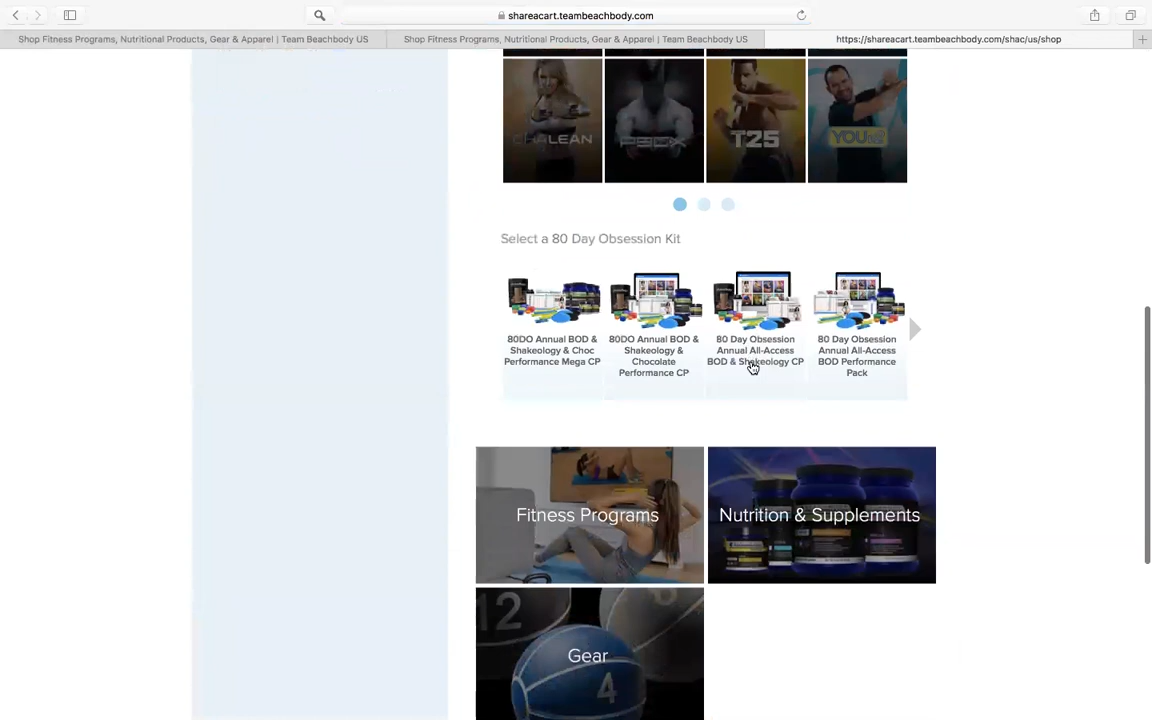 shareacart.teambeachbody.com
Shop Fitness Programs, Nutritional Products, Gear & Apparel | Team Beachbody US
Shop Fitness Programs, Nutritional Products, Gear & Apparel | Team Beachbody US
https://shareacart.teambeachbody.com/shac/us/shop
CHALEAN
P90X
T25
YOUv2
Select a 80 Day Obsession Kit
80DO Annual BOD &
Shakeology & Choc
Performance Mega CP
80DO Annual BOD &
Shakeology &
Chocolate
Performance CP
80 Day Obsession
Annual All-Access
BOD & Shakeology CP
80 Day Obsession
Annual All-Access
BOD Performance
Pack
Fitness Programs
Nutrition & Supplements
12
Gear
4